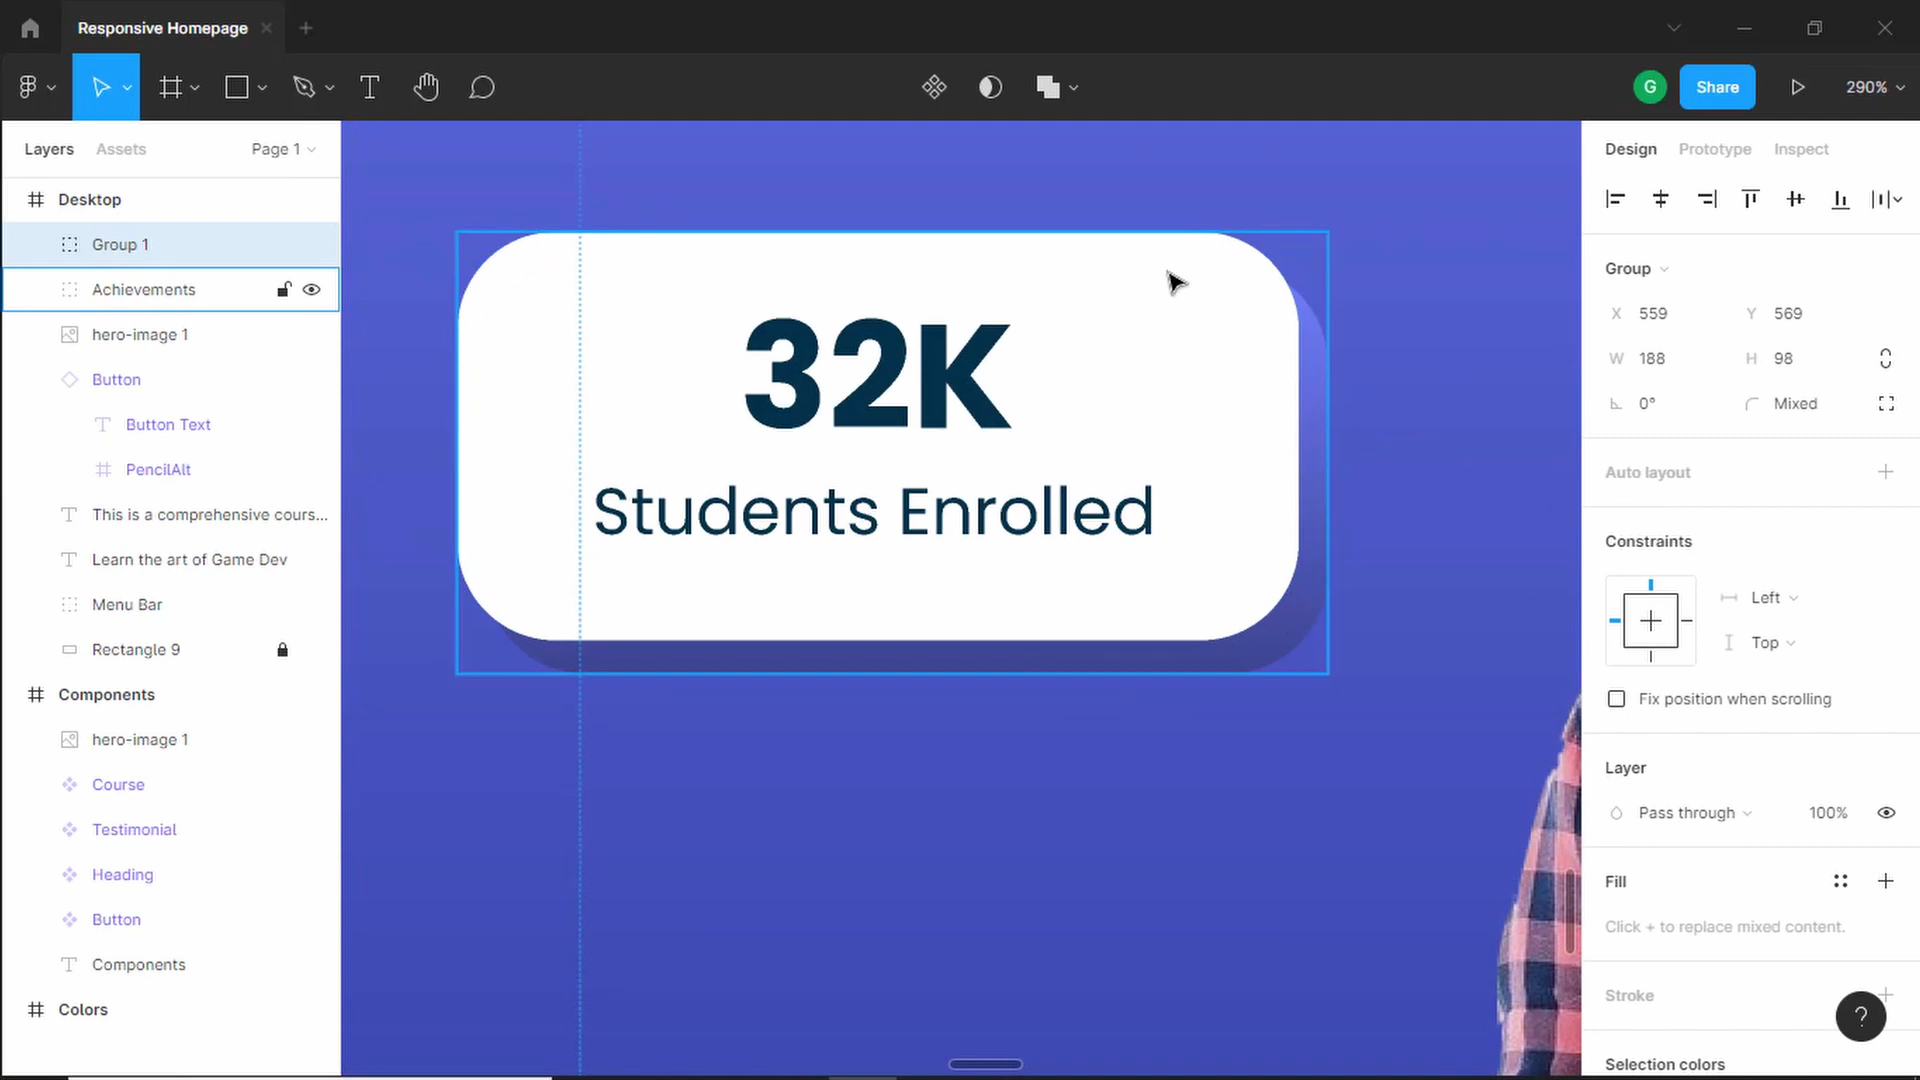 Responsive Homepage
G
Share
290%
Layers
Assets
Page 1
Desktop
Group 1
Achievements
hero-image 1
Button
Button Text
PencilAlt
This is a comprehensive cours...
Learn the art of Game Dev
Menu Bar
Rectangle 9
Components
hero-image 1
Course
Testimonial
Heading
Button
Components
Colors
32K
Students Enrolled
Design
Prototype
Inspect
Group
X 559
Y 569
W 188
H 98
0°
Mixed
Auto layout
Constraints
Left
Top
Fix position when scrolling
Layer
Pass through
100%
Fill
Click + to replace mixed content.
Stroke
?
Selection colors